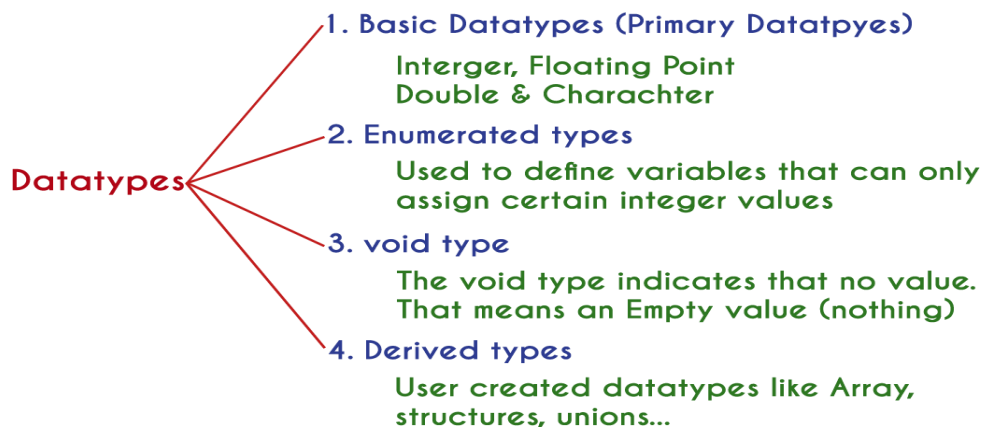 1. Basic Datatypes (Primary Datatpyes)
Interger, Floating Point
Double & Charachter
2. Enumerated types
Used to define variables that can only
assign certain integer values
Datatypes
3. void type
The void type indicates that no value.
That means an Empty value (nothing)
4. Derived types
User created datatypes like Array,
structures, unions...